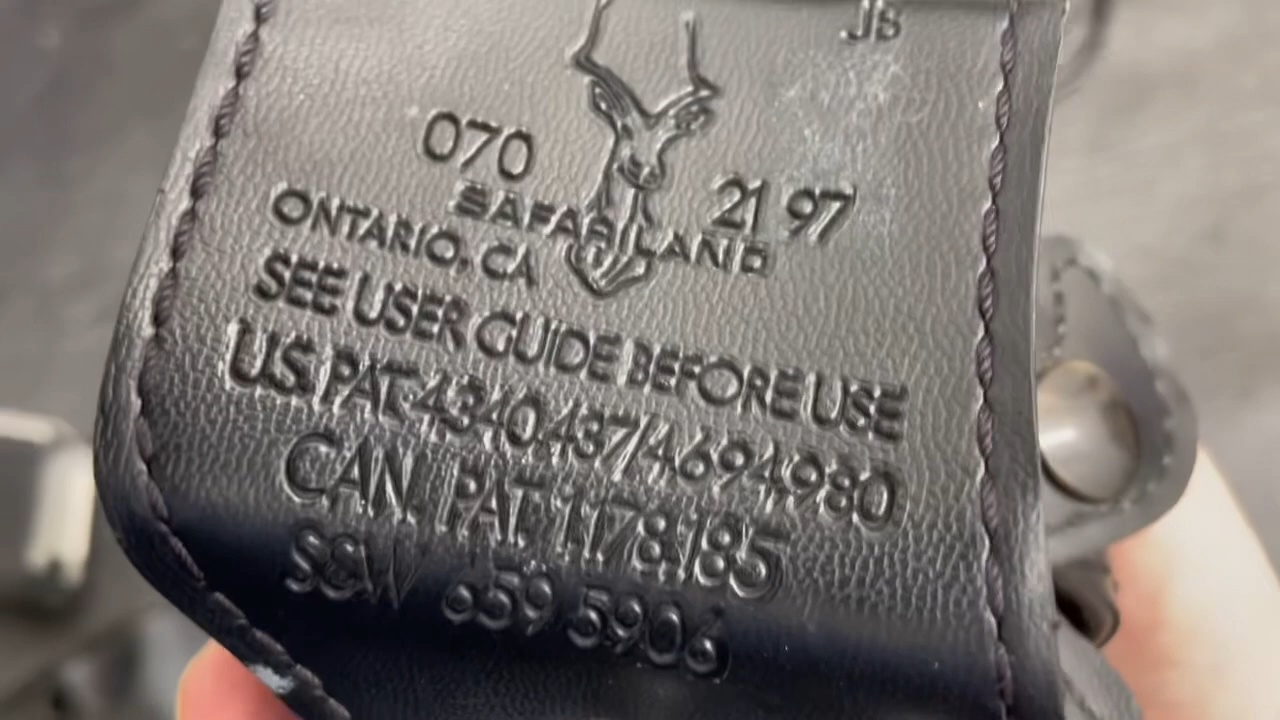 JB
070
21 97
SAFARILAND
ONTARIO, CA
SEE USER GUIDE BEFORE USE
U.S. PAT. 4340437/4694980
CAN. PAT 1178185
S&W 659 5906